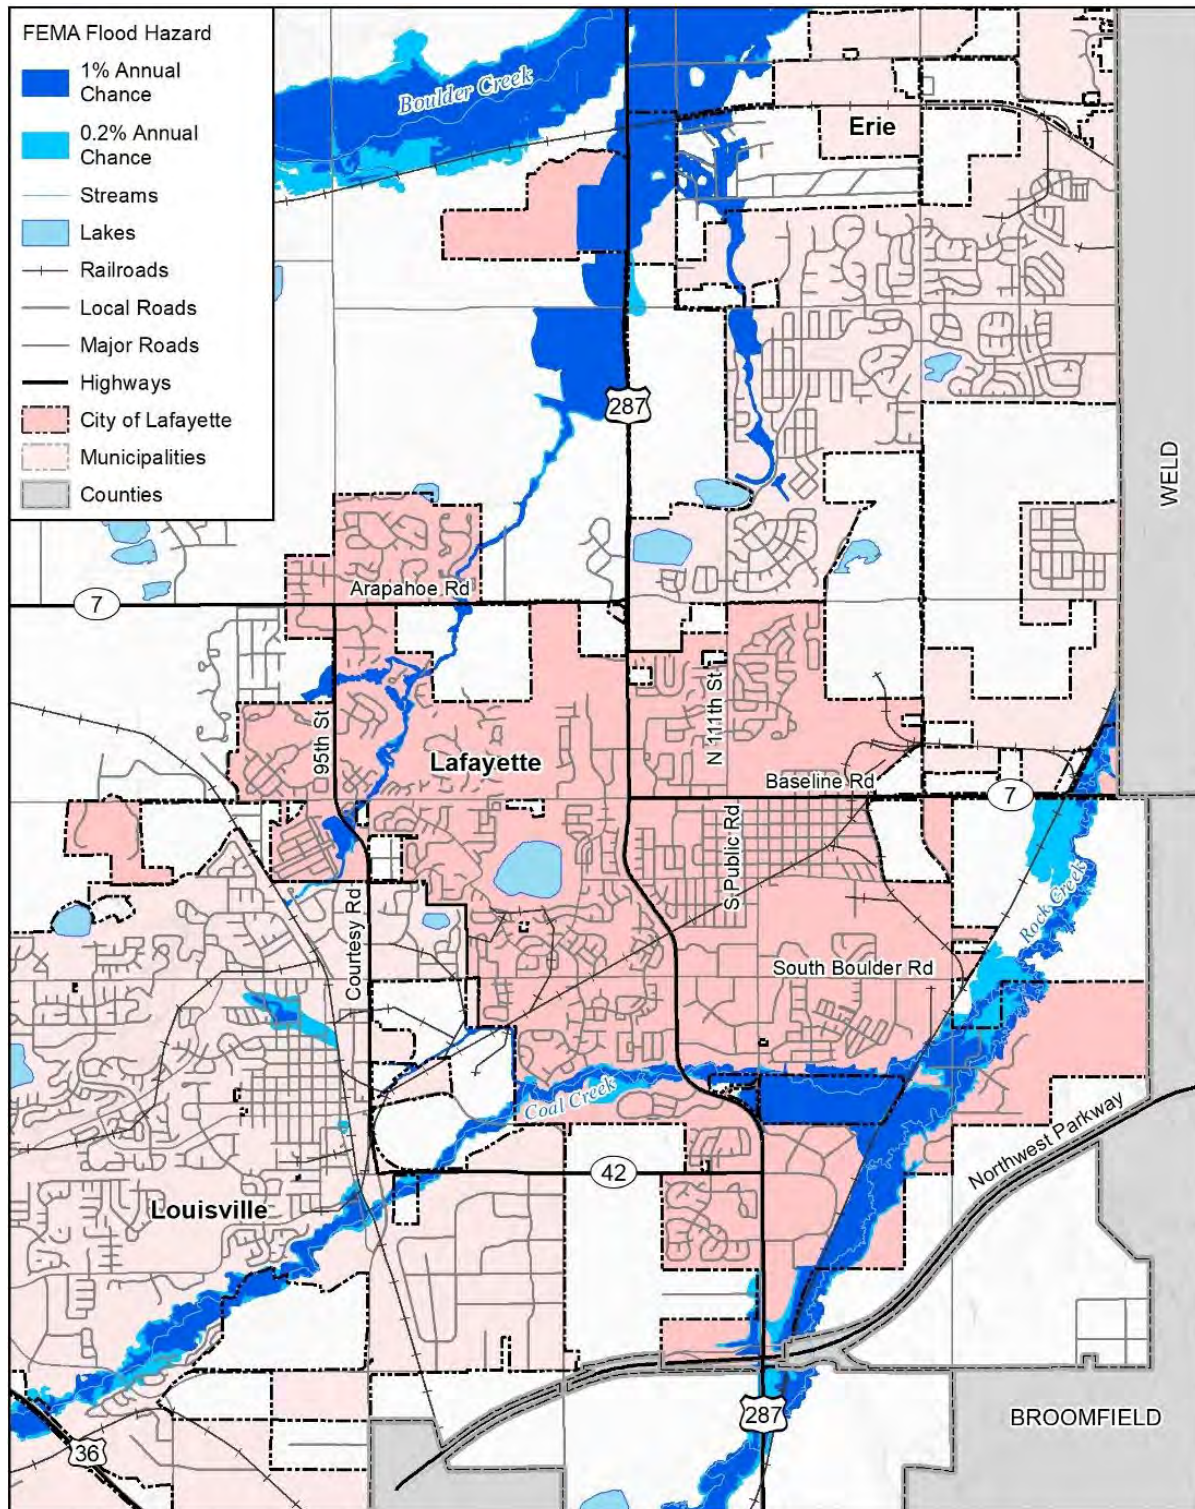 FEMA Flood Hazard
1% Annual
Chance
0.2% Annual
Chance
Streams
Lakes
Railroads
Local Roads
Major Roads
Highways
City of Lafayette
Municipalities
Counties
Boulder Creek
Erie
287
WELD
Arapahoe Rd
7
95th St
N 111th St
Lafayette
Baseline Rd
7
S Public Rd
Rock Creek
Courtesy Rd
South Boulder Rd
Coal Creek
Northwest Parkway
42
Louisville
287
BROOMFIELD
36